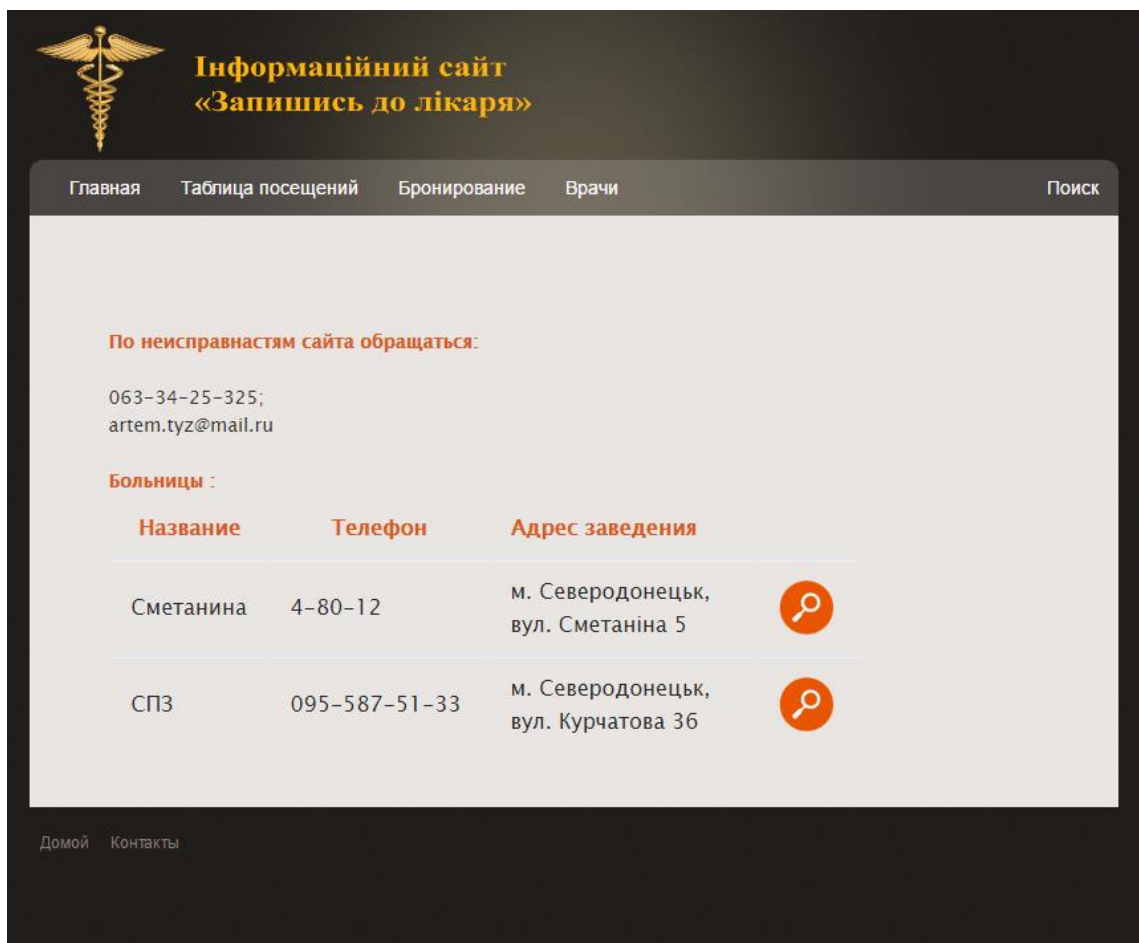 Інформаційний сайт
«Запишись до лікаря»
Главная Таблица посещений Бронирование Врачи Поиск
По неисправнастям сайта обращаться:
063-34-25-325;
artem.tyz@mail.ru
Больницы :
Название Телефон Адрес заведения
Сметанина 4-80-12 м. Северодонецьк,
вул. Сметаніна 5
СПЗ 095-587-51-33 м. Северодонецьк,
вул. Курчатова 36
Домой Контакты